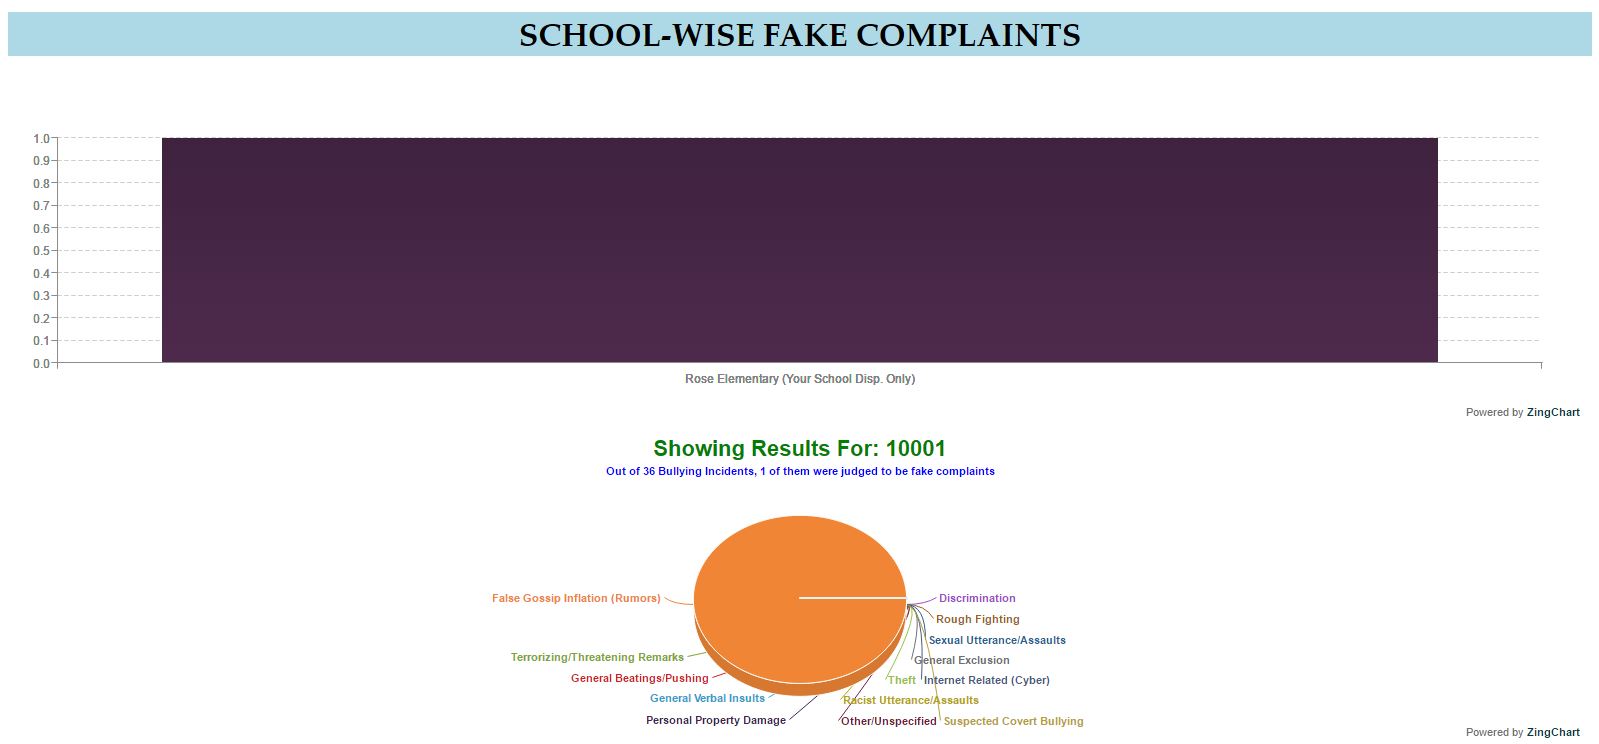 SCHOOL-WISE FAKE COMPLAINTS
1.0
0.9
0.8
0.7
0.6
0.5
0.4
0.3
0.2
0.1
0.0
Rose Elementary (Your School Disp. Only)
Powered by ZingChart
Showing Results For: 10001
Out of 36 Bullying Incidents, 1 of them were judged to be fake complaints
False Gossip Inflation (Rumors)
Discrimination
Rough Fighting
Sexual Utterance/Assaults
Terrorizing/Threatening Remarks
General Exclusion
General Beatings/Pushing
Theft
Internet Related (Cyber)
General Verbal Insults
Racist Utterance/Assaults
Personal Property Damage
Other/Unspecified
Suspected Covert Bullying
Powered by ZingChart